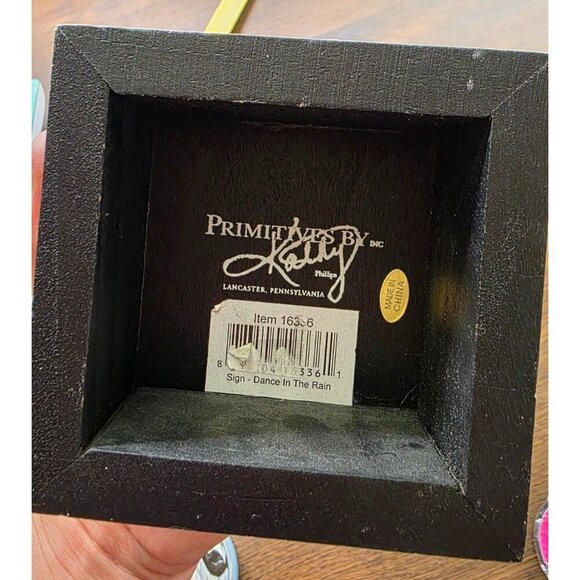 PRIMITIVES BY INC
Kathy
Phillips
LANCASTER, PENNSYLVANIA
MADE IN
CHINA
Item 16336
Sign - Dance In The Rain